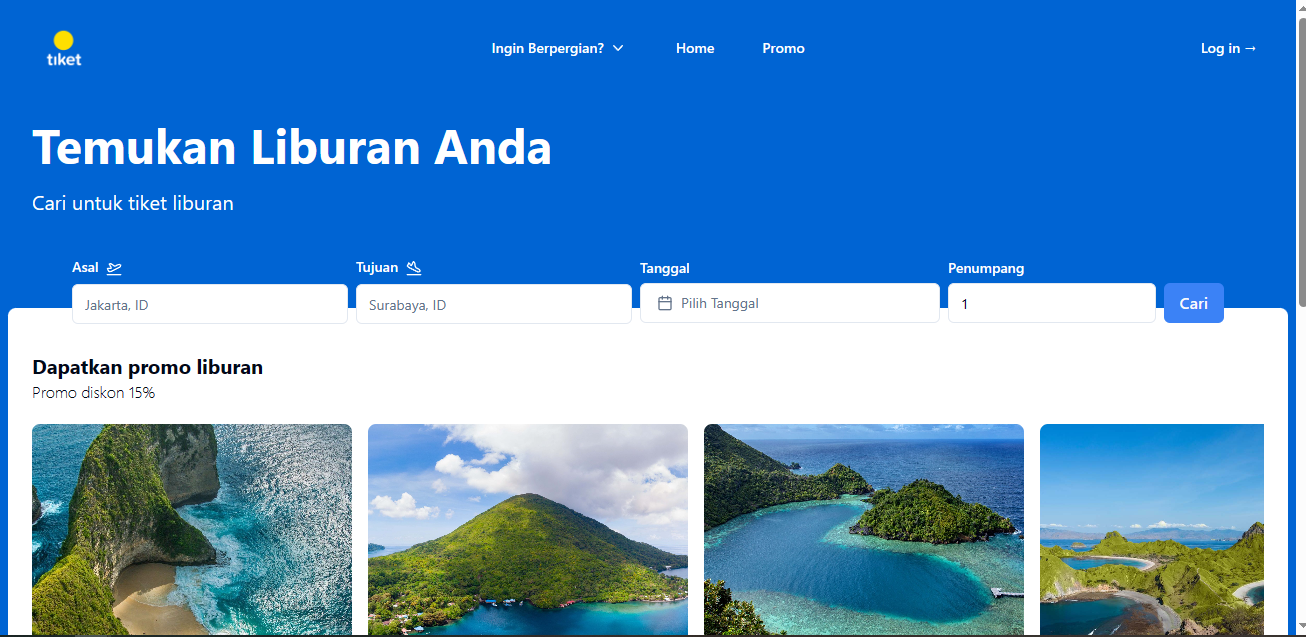 tiket
Ingin Berpergian?
Home
Promo
Log in →
Temukan Liburan Anda
Cari untuk tiket liburan
Asal
Tujuan
Tanggal
Penumpang
Jakarta, ID
Surabaya, ID
Pilih Tanggal
1
Cari
Dapatkan promo liburan
Promo diskon 15%